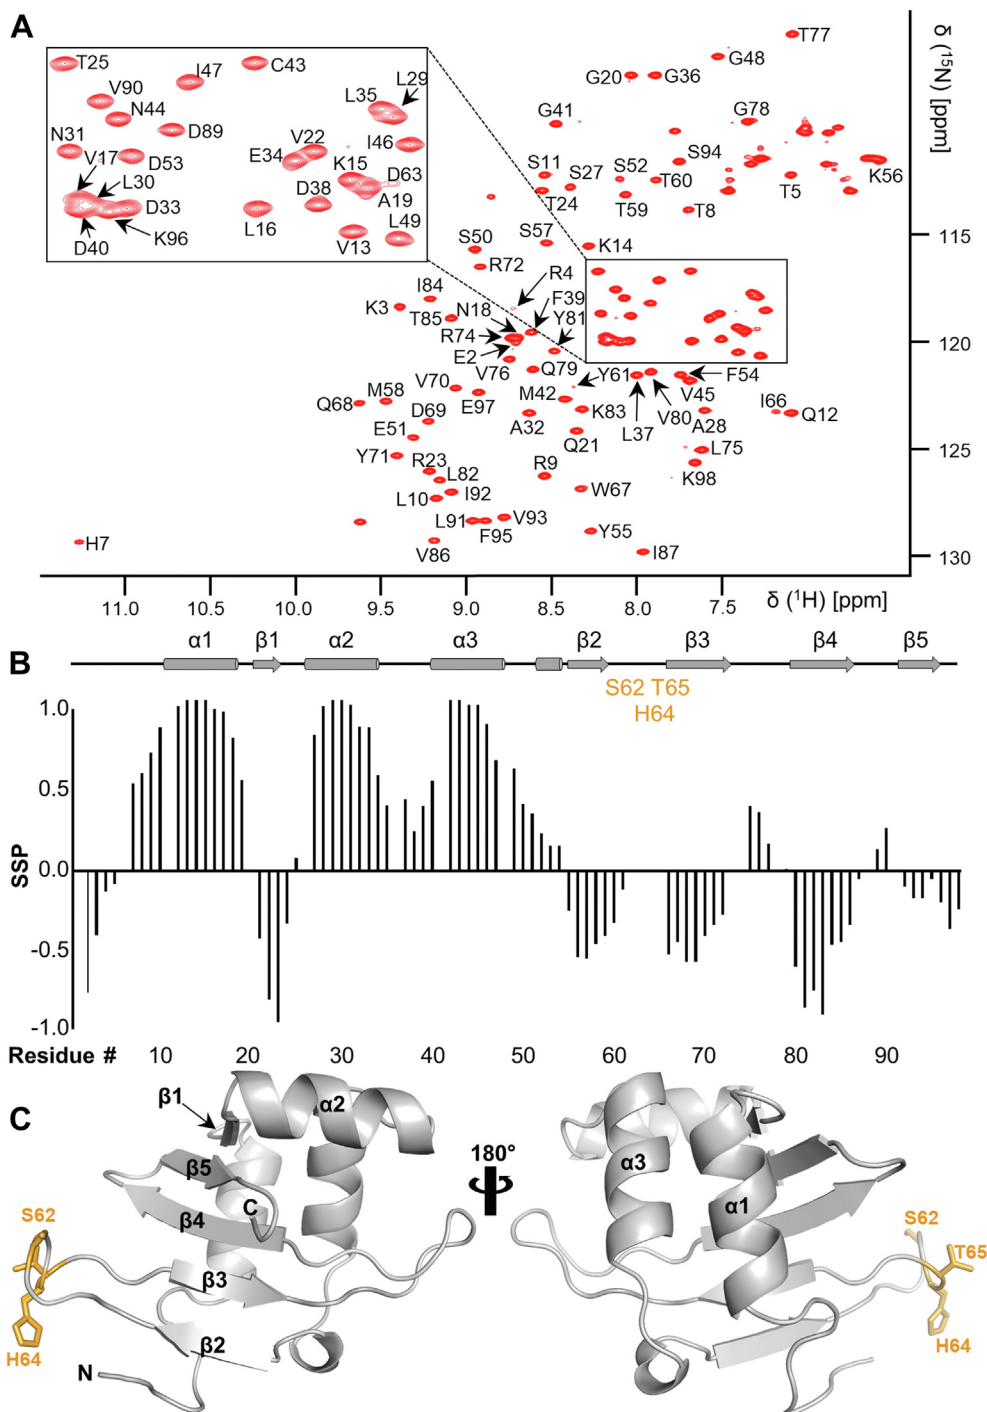 A
T77
G48
G20
G36
G41
G78
S94
S11
S27
S52
T60
T24
T59
T8
T5
K56
S57
K14
S50
R72
R4
I84
K3
T85
N18
F39
Y81
R74
E2
V76
Q79
Y61
F54
V70
M42
V45
M58
Q68
E97
K83
V80
A28
I66
Q12
D69
A32
L37
E51
Q21
L75
Y71
R23
L82
R9
K98
L10
I92
W67
L91
V93
F95
Y55
H7
V86
I87
T25
I47
C43
V90
N44
L35
L29
N31
D89
V22
I46
V17
D53
E34
K15
D63
L30
D38
A19
D33
L16
L49
D40
K96
V13
δ (15N) [ppm]
115
120
125
130
11.0 10.5 10.0 9.5 9.0 8.5 8.0 7.5 δ (1H) [ppm]
B
α1 β1 α2 α3 β2 β3 β4 β5
S62 T65
H64
1.0
0.5
0.0
-0.5
-1.0
SSP
Residue # 10 20 30 40 50 60 70 80 90
C
β1
α2
β5
C
β4
β3
β2
N
S62
H64
180°
α3
α1
S62
T65
H64